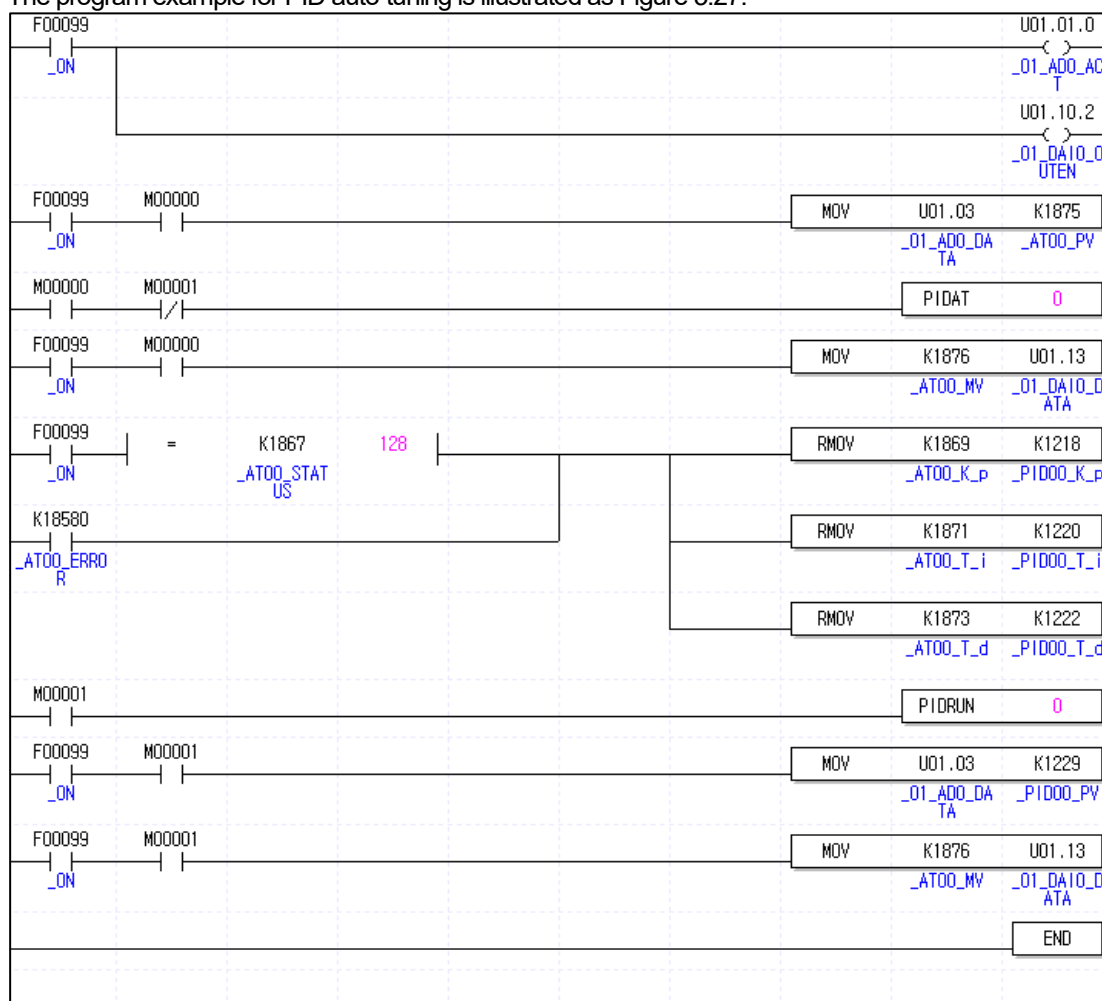 The program example for PID auto tuning is illustrated as Figure 5.27.
F00099 U01.01.0
_ON _01_AD0_AC
T
U01.10.2
_01_DAIO_O
UTEN
F00099 M00000 MOV U01.03 K1875
_ON _01_AD0_DA _AT00_PV
TA
M00000 M00001 PIDAT 0
F00099 M00000 MOV K1876 U01.13
_ON _AT00_MV _01_DAIO_D
ATA
F00099 = K1867 128 RMOV K1869 K1218
_ON _AT00_STAT _AT00_K_p _PID00_K_p
US
K18580 RMOV K1871 K1220
_AT00_ERRO _AT00_T_i _PID00_T_i
R
RMOV K1873 K1222
_AT00_T_d _PID00_T_d
M00001 PIDRUN 0
F00099 M00001 MOV U01.03 K1229
_ON _01_AD0_DA _PID00_PV
TA
F00099 M00001 MOV K1876 U01.13
_ON _AT00_MV _01_DAIO_D
ATA
END